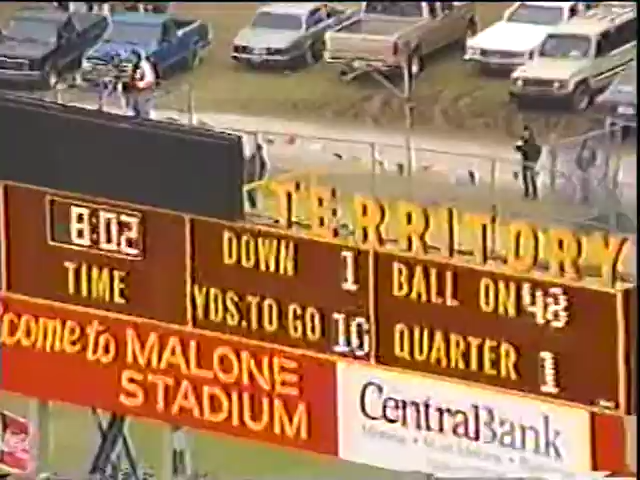 TERRITORY
8:02
TIME
DOWN 1
YDS.TO GO 10
BALL ON 48
QUARTER 1
come to MALONE
STADIUM
CentralBank